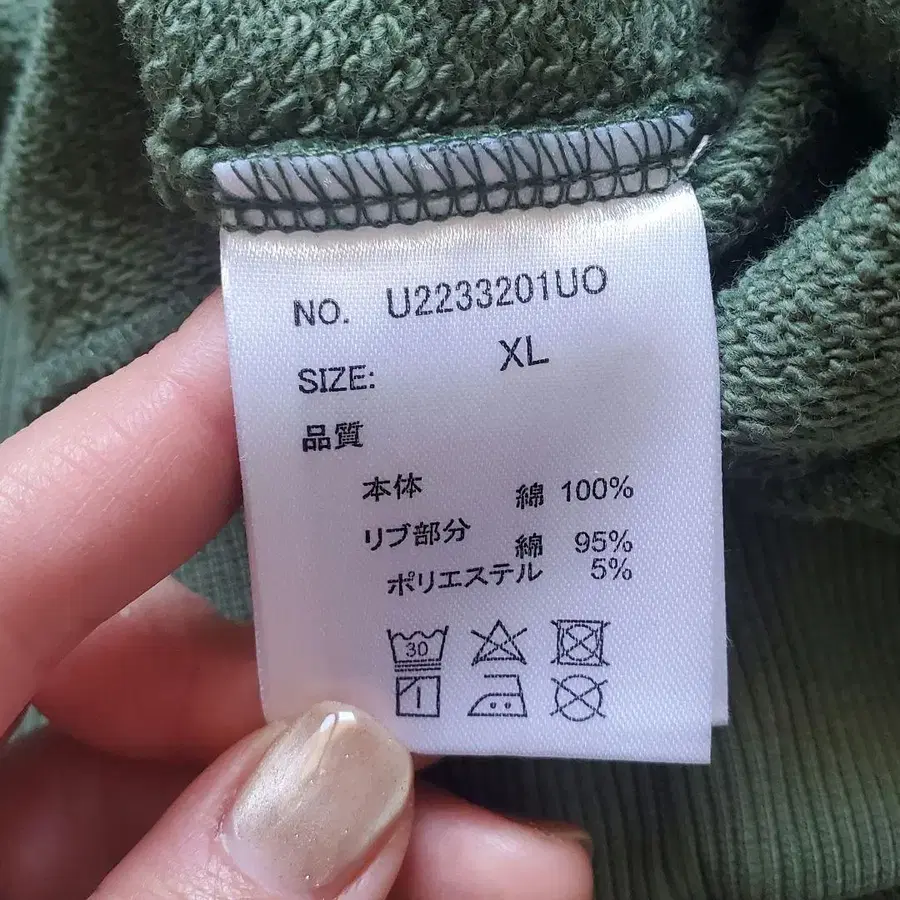 NO. U2233201UO
SIZE: XL
品質
本体 綿 100%
リブ部分 綿 95%
ポリエステル 5%
30